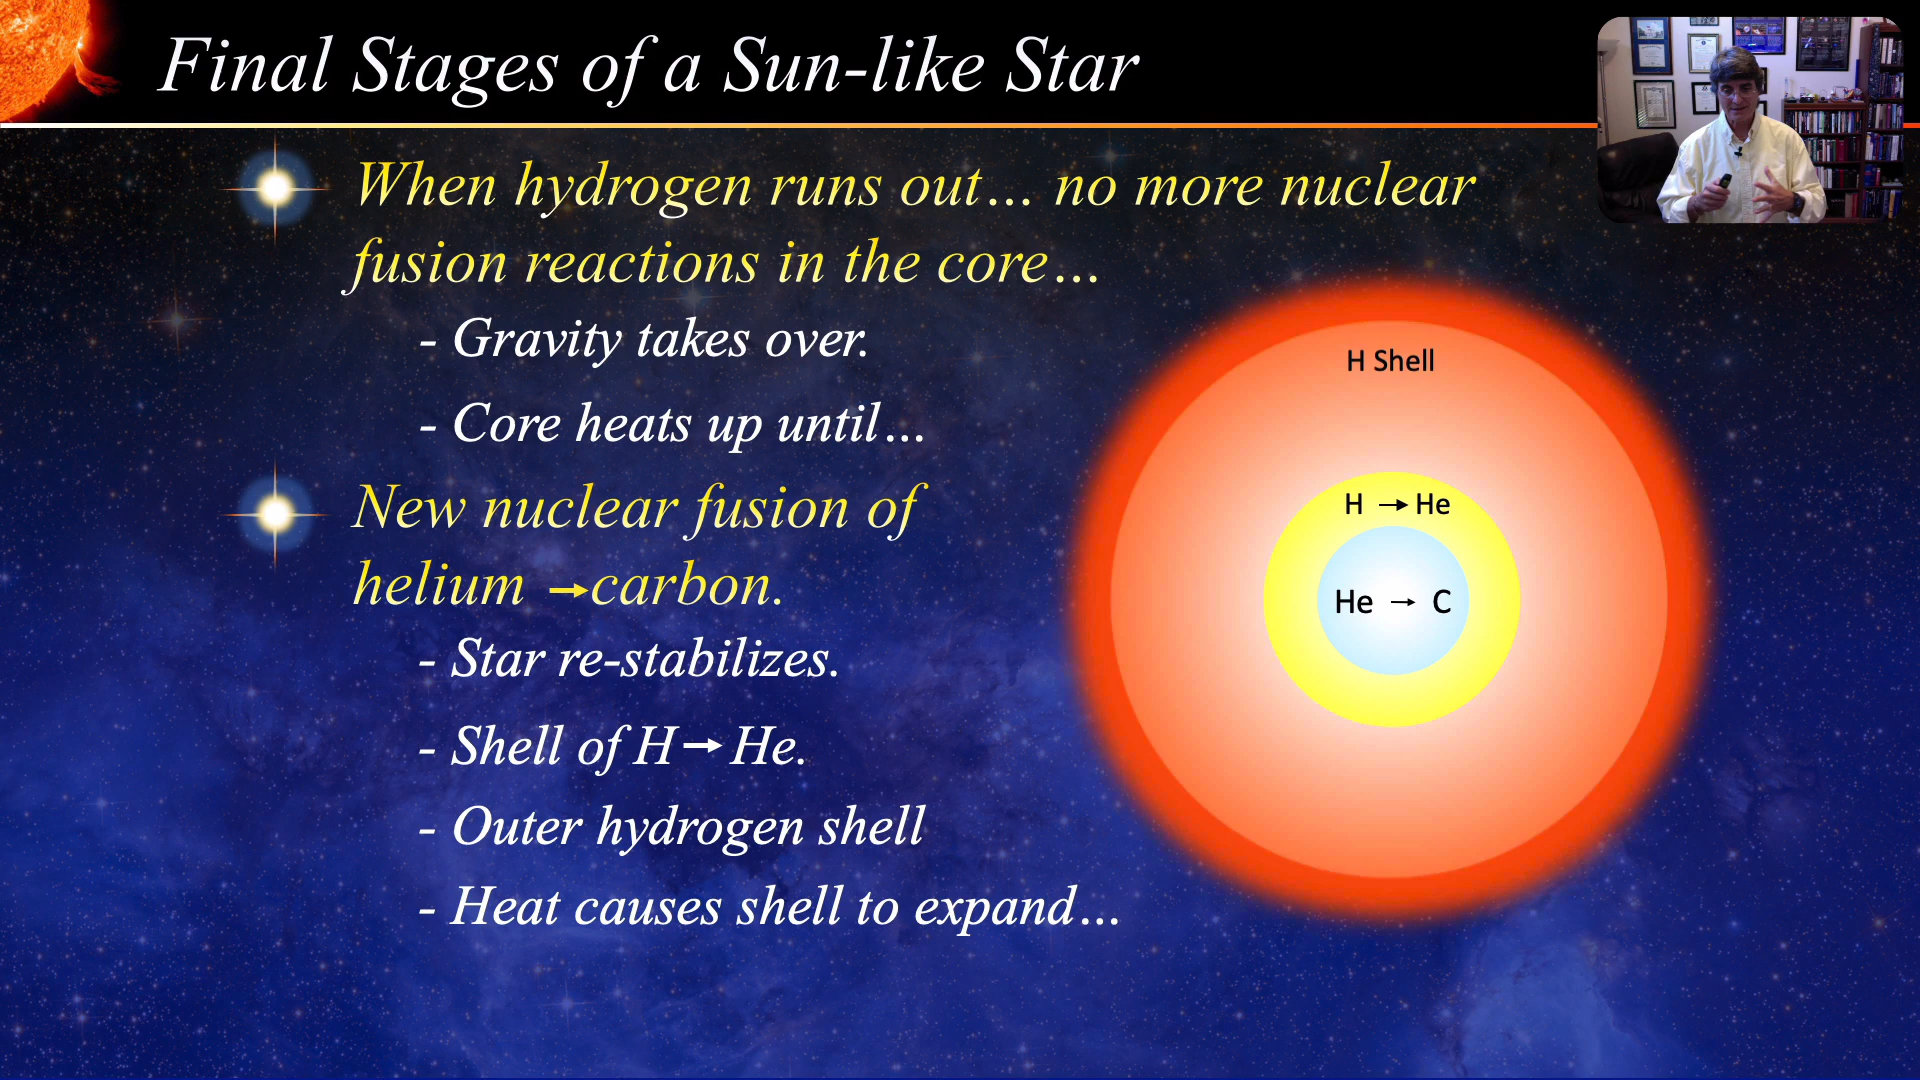 Final Stages of a Sun-like Star
When hydrogen runs out... no more nuclear
fusion reactions in the core...
- Gravity takes over.
- Core heats up until...
New nuclear fusion of
helium → carbon.
- Star re-stabilizes.
- Shell of H → He.
- Outer hydrogen shell
- Heat causes shell to expand...
H Shell
H → He
He → C